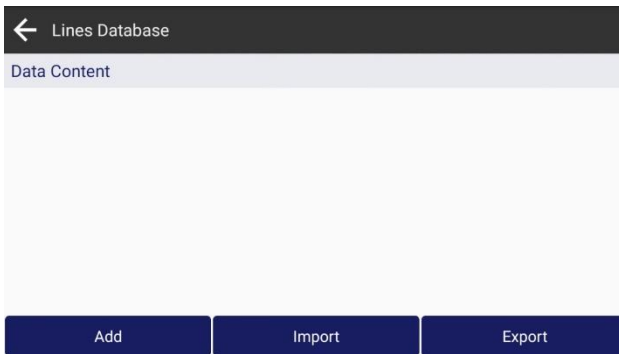 Lines Database
Data Content
Add Import Export